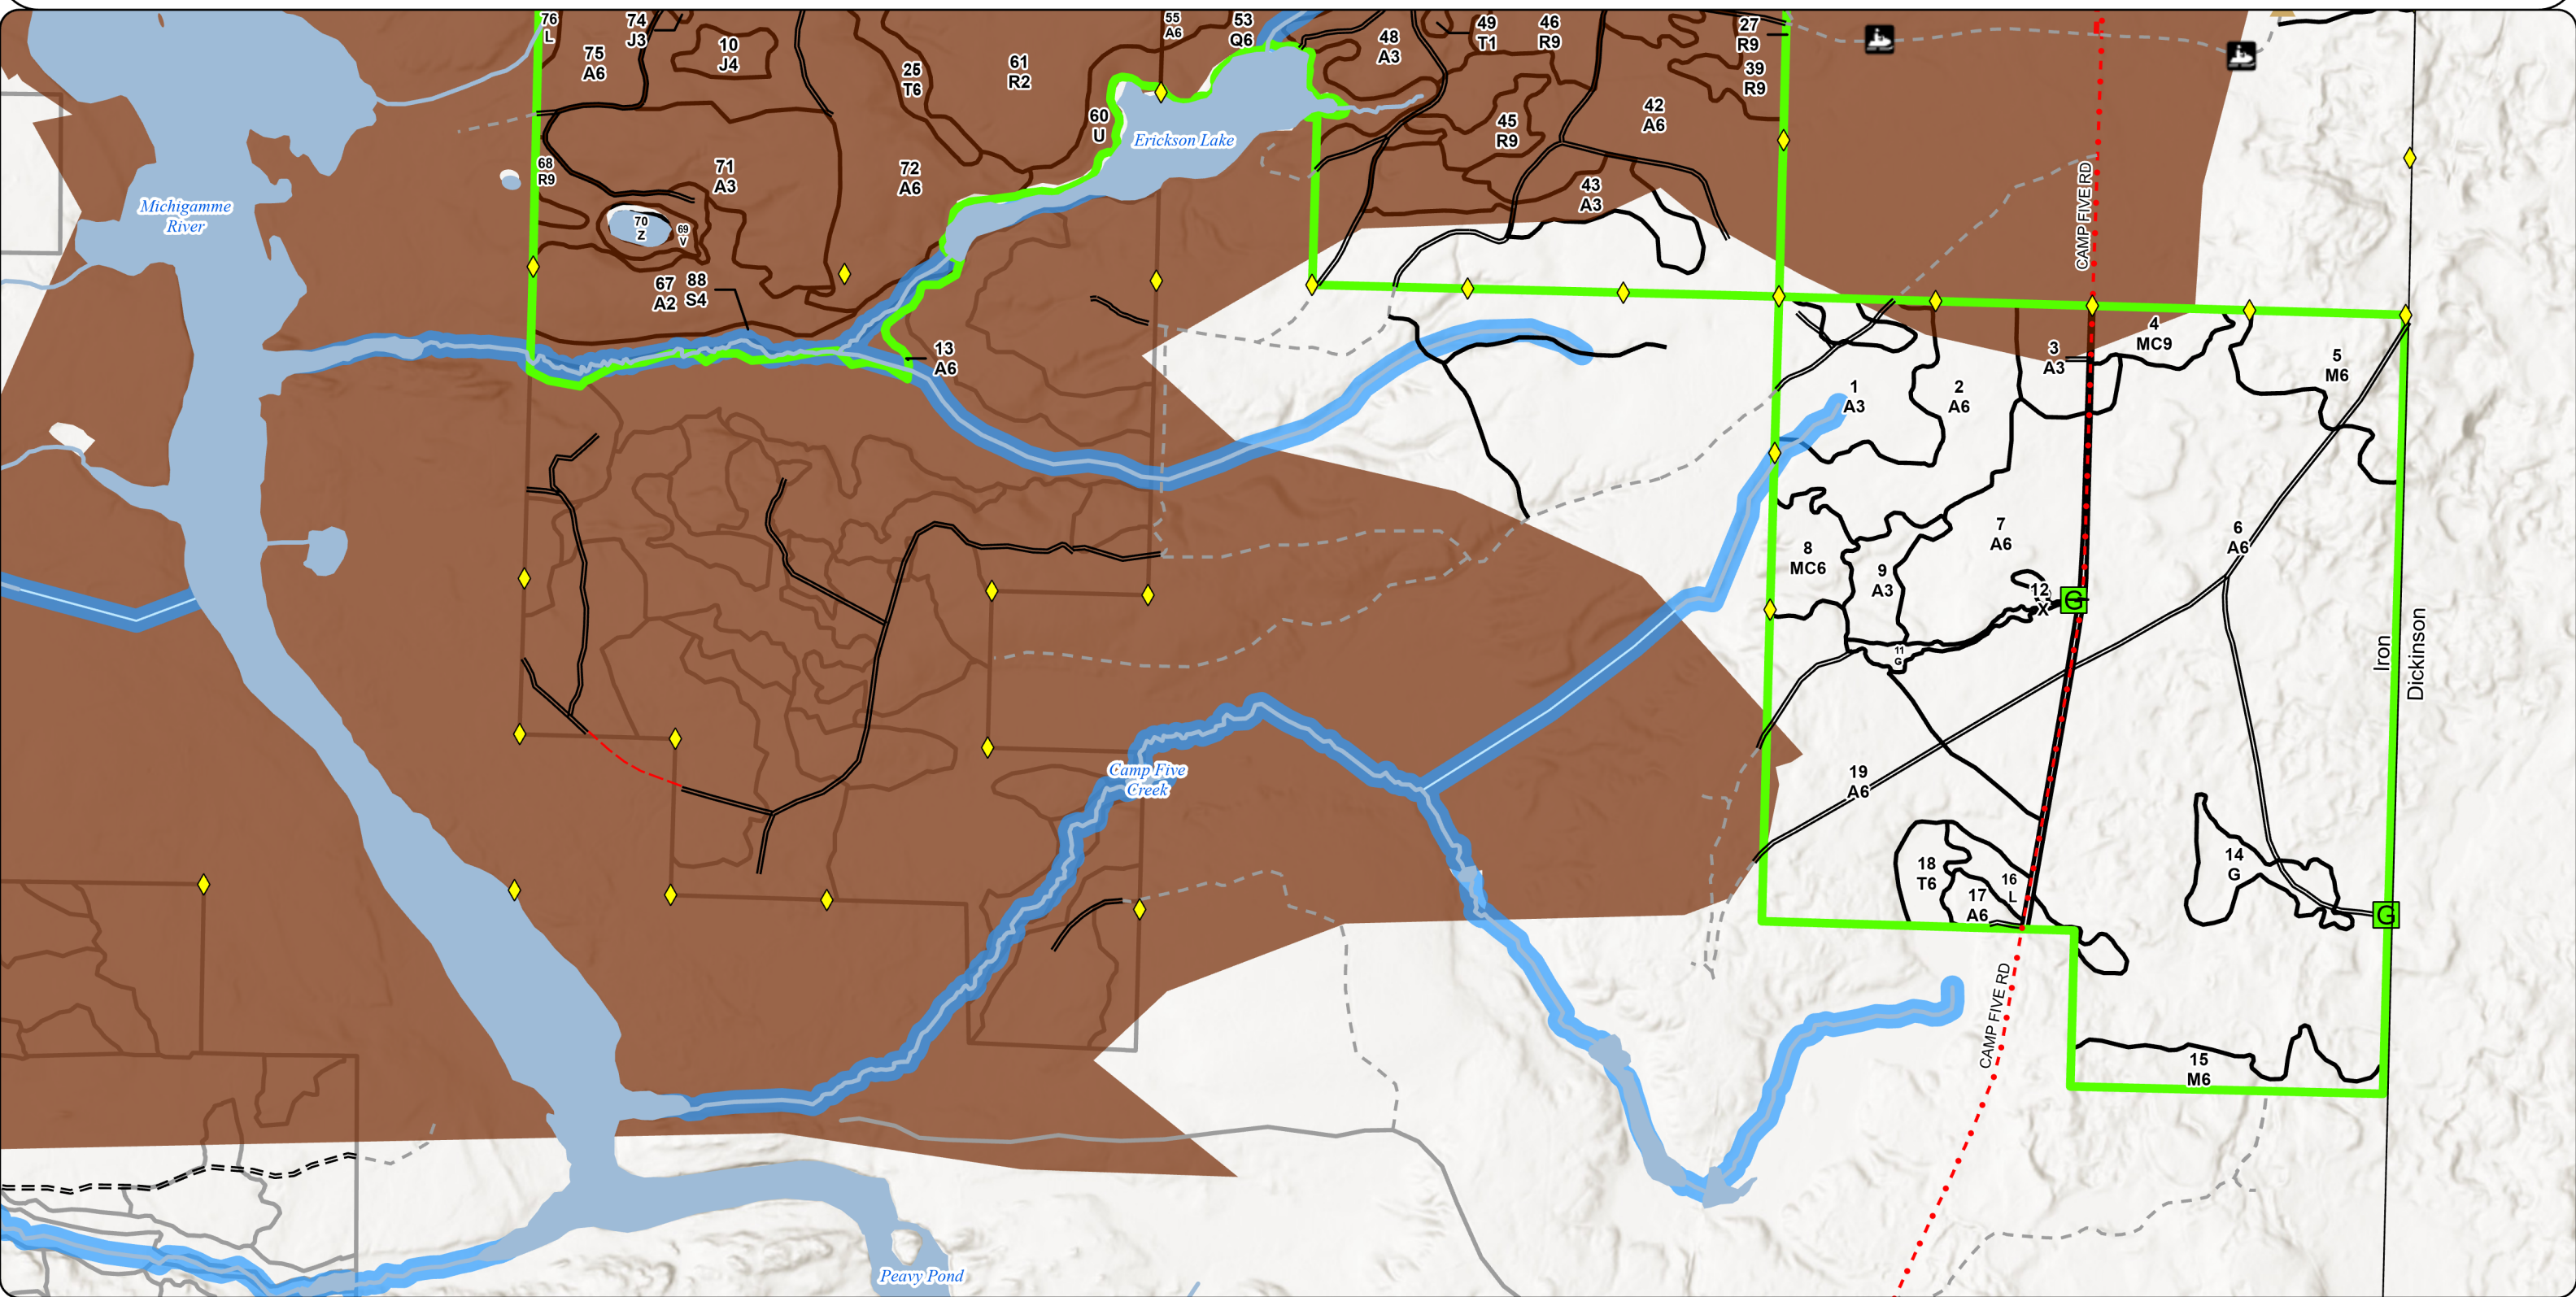 76
L
74
J3
75
A6
10
J4
25
T6
61
R2
55
A6
53
Q6
48
A3
49
T1
46
R9
27
R9
39
R9
42
A6
45
R9
60
U
Erickson Lake
68
R9
71
A3
72
A6
43
A3
70
Z
69
V
Michigamme
River
67
A2
88
S4
13
A6
CAMP FIVE RD
3
A3
4
MC9
5
M6
1
A3
2
A6
7
A6
6
A6
8
MC6
9
A3
12
X
G
11
G
Iron
Dickinson
Camp Five
Creek
19
A6
14
G
18
T6
16
L
17
A6
G
CAMP FIVE RD
15
M6
Peavy Pond